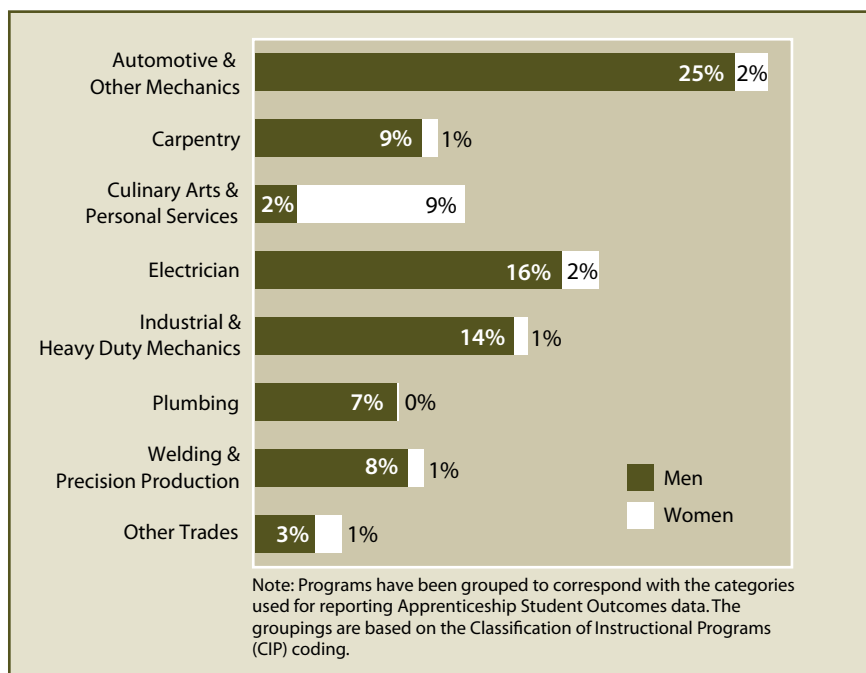 Automotive &
Other Mechanics
25% 2%
Carpentry
9% 1%
Culinary Arts &
Personal Services
2% 9%
Electrician
16% 2%
Industrial &
Heavy Duty Mechanics
14% 1%
Plumbing
7% 0%
Welding &
Precision Production
8% 1%
Other Trades
3% 1%
Men
Women
Note: Programs have been grouped to correspond with the categories
used for reporting Apprenticeship Student Outcomes data. The
groupings are based on the Classification of Instructional Programs
(CIP) coding.